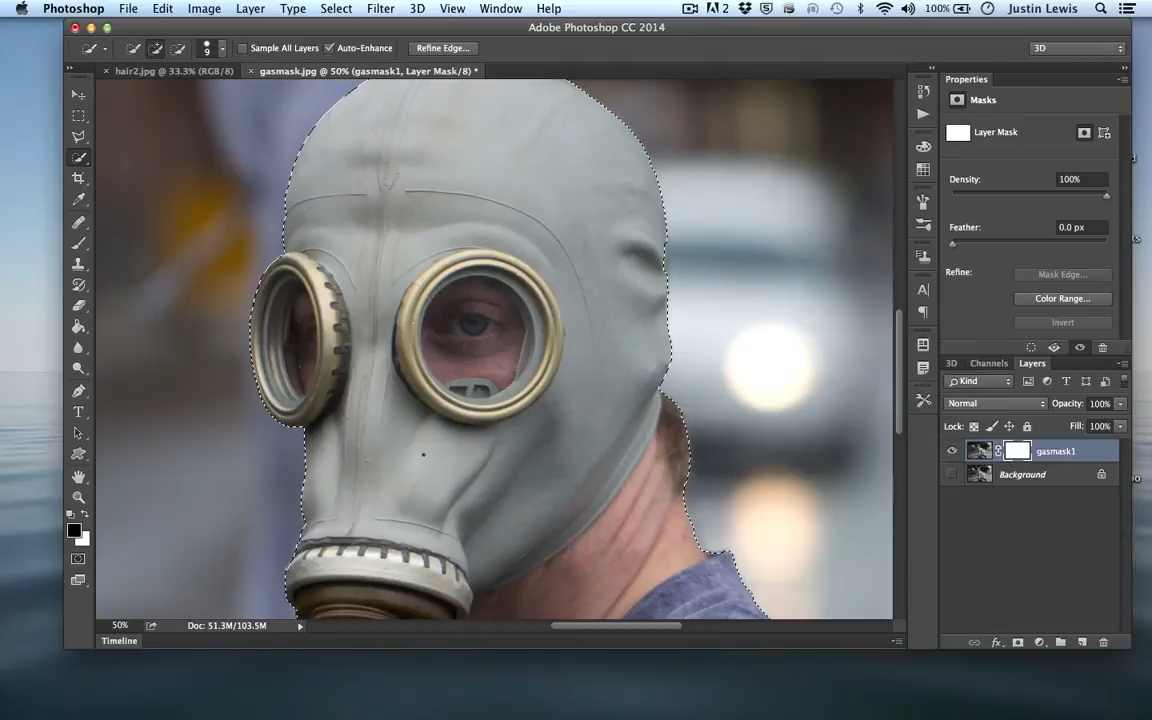 Photoshop File Edit Image Layer Type Select Filter 3D View Window Help 2 100% Justin Lewis
Adobe Photoshop CC 2014
9 Sample All Layers Auto-Enhance Refine Edge... 3D
× hair2.jpg @ 33.3% (RGB/8) × gasmask.jpg @ 50% (gasmask1, Layer Mask/8) *
Properties
Masks
Layer Mask
Density: 100%
Feather: 0.0 px
Refine: Mask Edge...
Color Range...
Invert
3D Channels Layers
Kind
Normal Opacity: 100%
Lock: Fill: 100%
gasmask1
Background
50% Doc: 51.3M/103.5M
Timeline